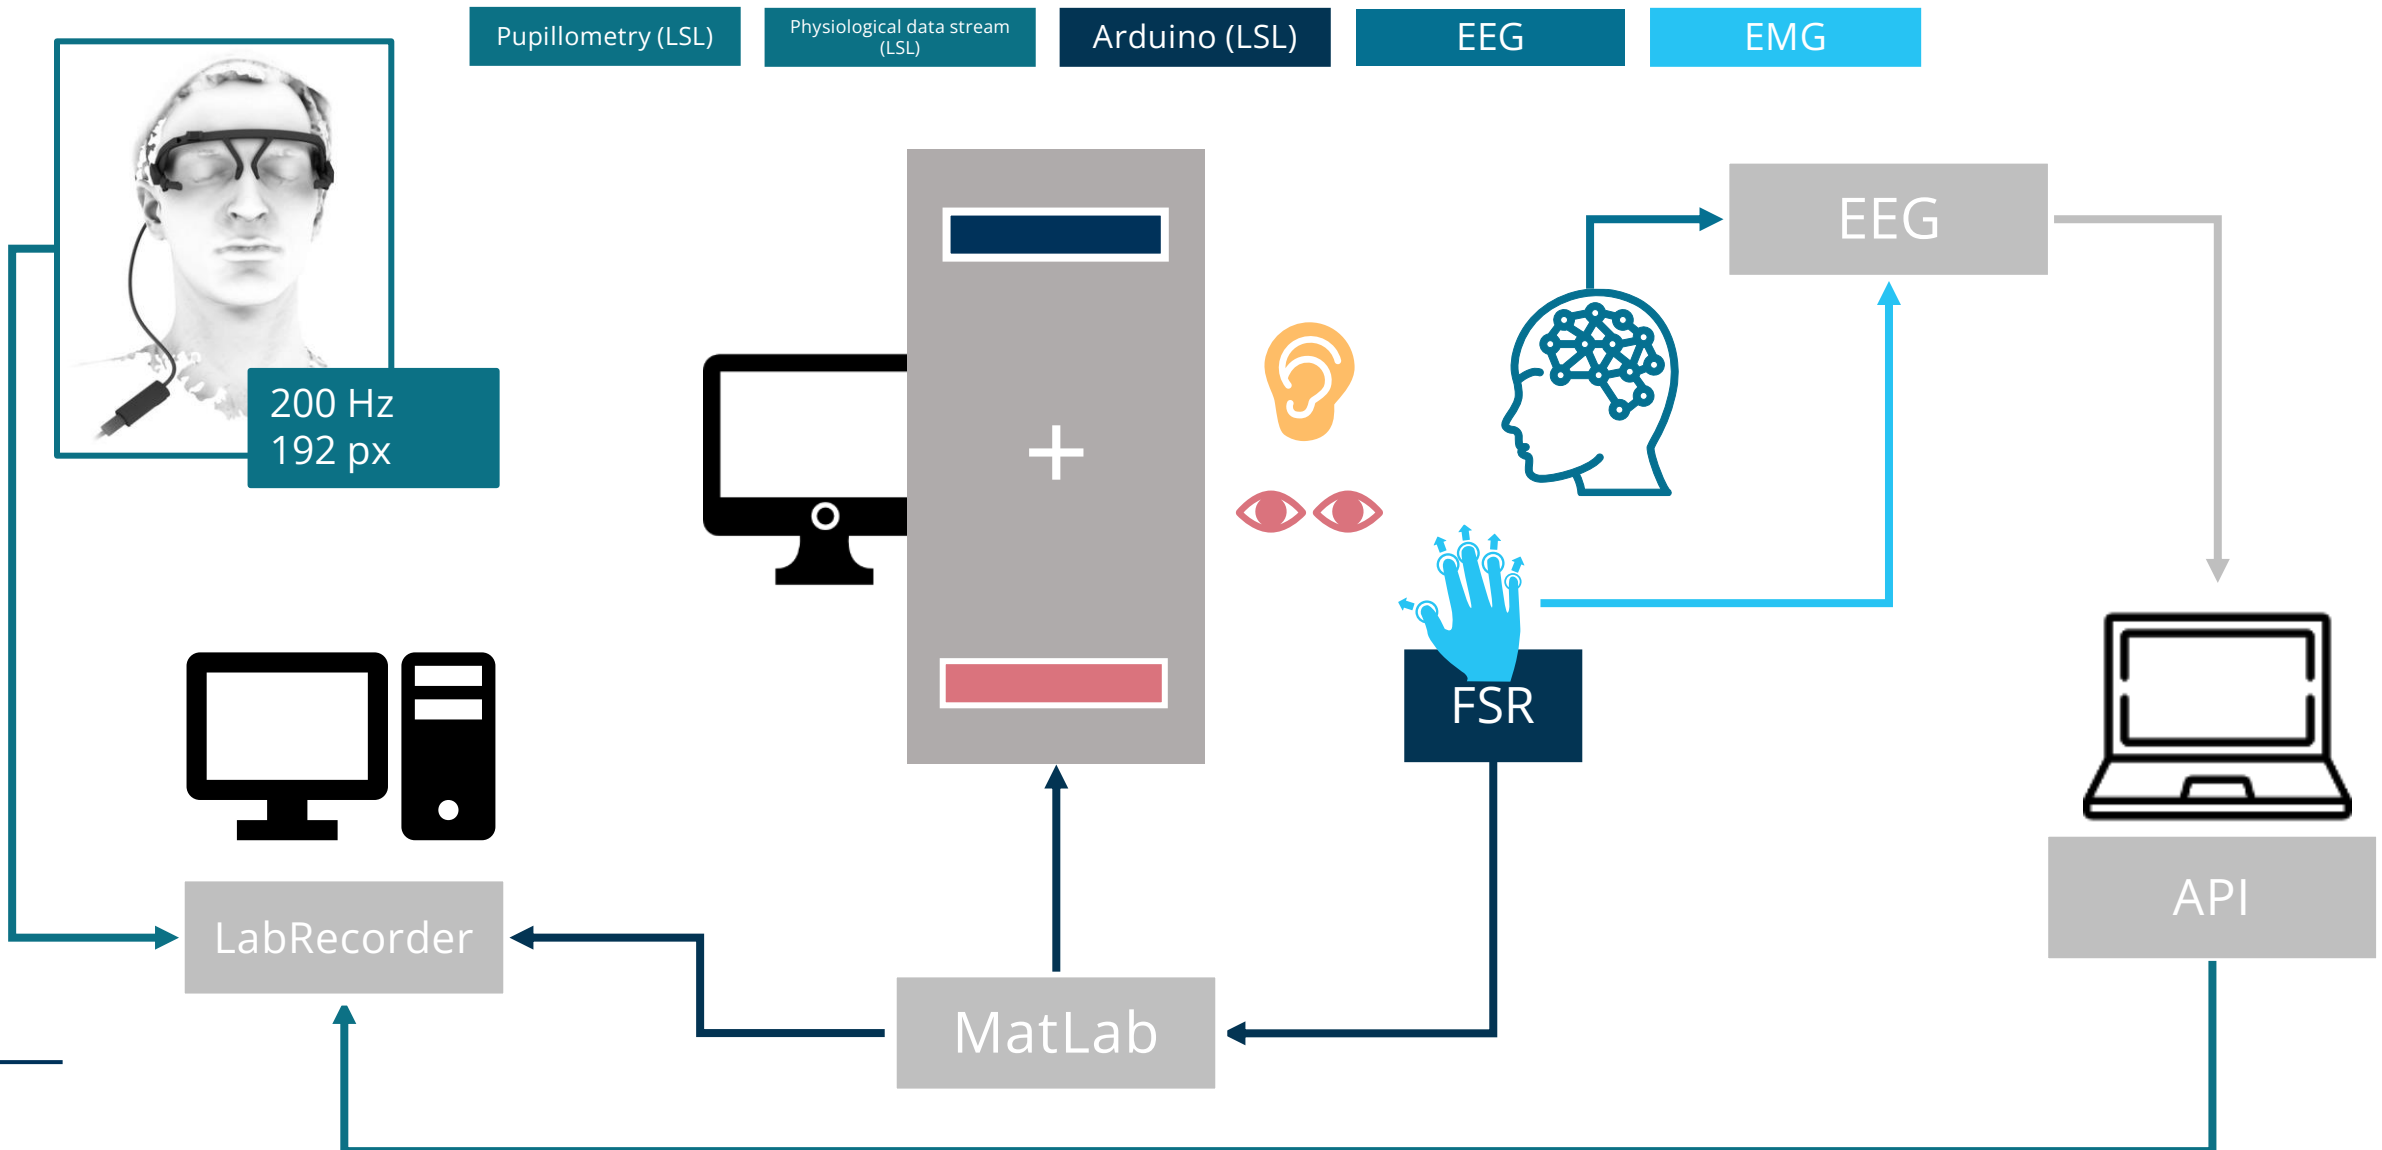 Pupillometry (LSL)
Physiological data stream
(LSL)
Arduino (LSL)
EEG
EMG
200 Hz
192 px
EEG
FSR
API
LabRecorder
MatLab